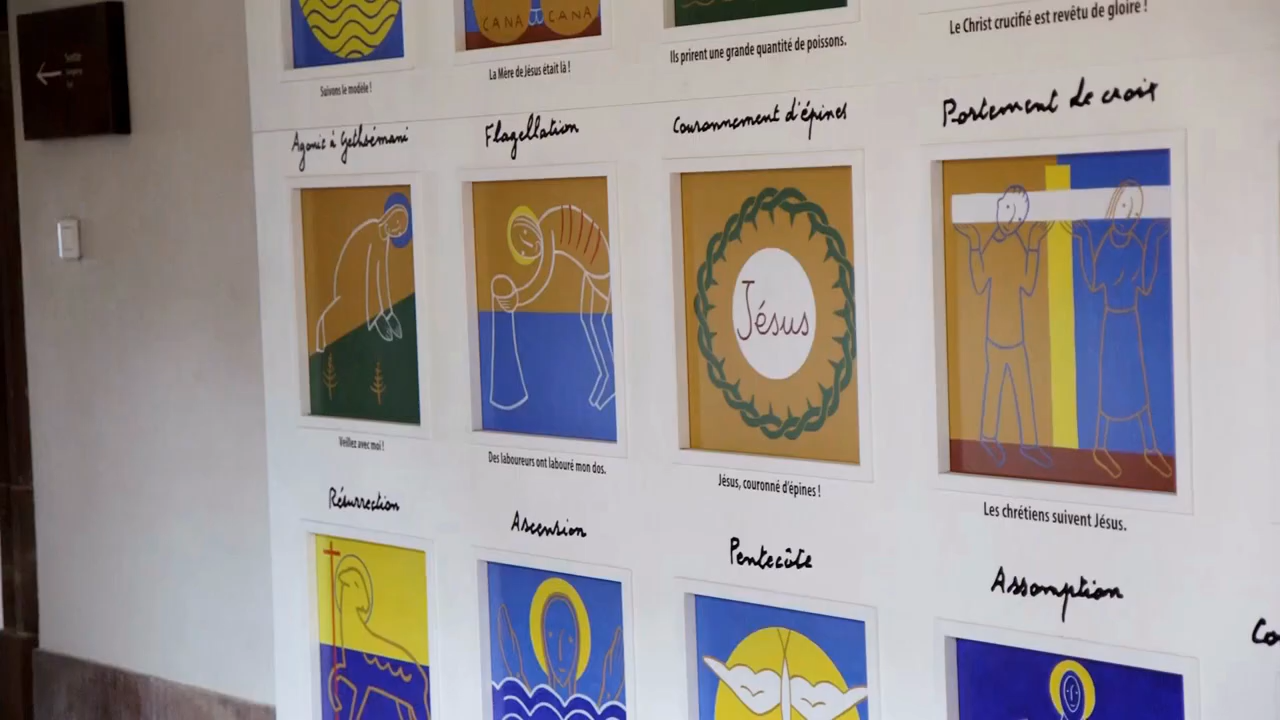 Sortie
CANA CANA
Suivons le modèle !
La Mère de Jésus était là !
Ils prirent une grande quantité de poissons.
Le Christ crucifié est revêtu de gloire !
Agonie à Gethsémani
Flagellation
Couronnement d'épines
Portement de croix
Jésus
Veillez avec moi !
Des laboureurs ont labouré mon dos.
Jésus, couronné d'épines !
Les chrétiens suivent Jésus.
Résurrection
Ascension
Pentecôte
Assomption
Co